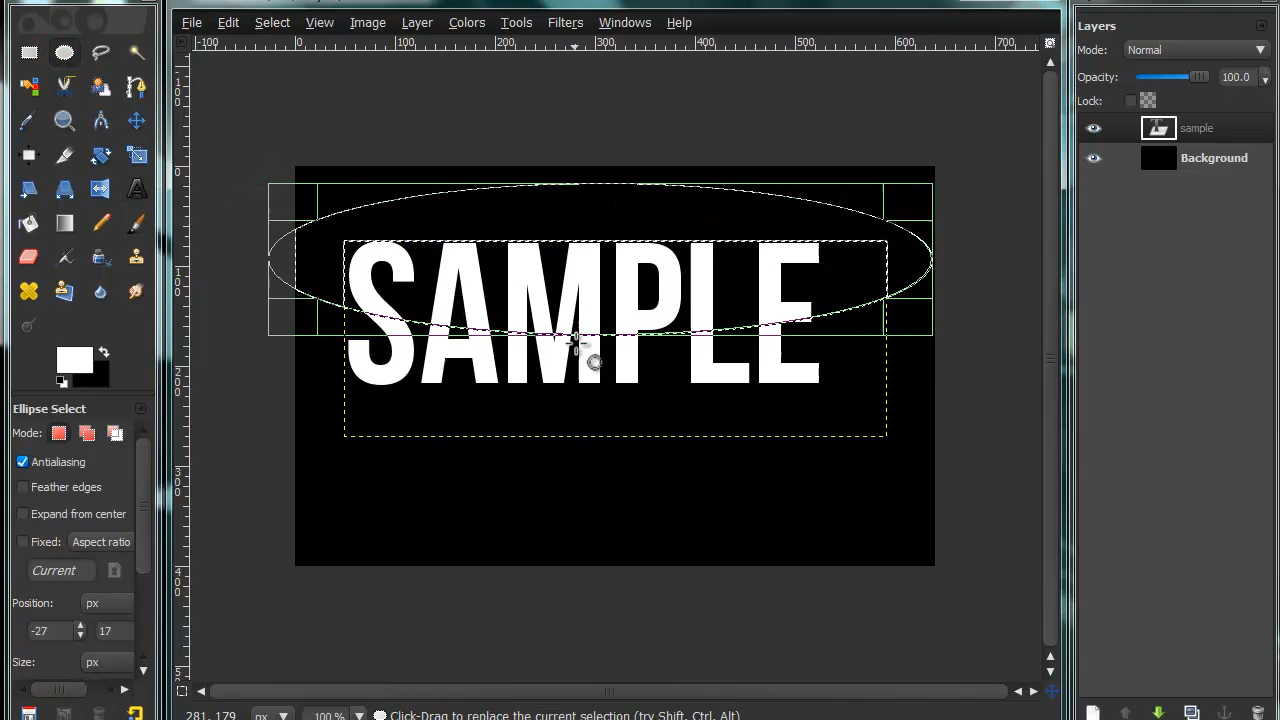 File Edit Select View Image Layer Colors Tools Filters Windows Help
Layers
Mode: Normal
Opacity: 100.0
Lock:
sample
Background
-100 0 100 200 300 400 500 600 700
SAMPLE
Ellipse Select
Mode:
Antialiasing
Feather edges
Expand from center
Fixed: Aspect ratio
Current
Position: px
-27 17
Size: px
281, 179 px 100 % Click-Drag to replace the current selection (try Shift, Ctrl, Alt)